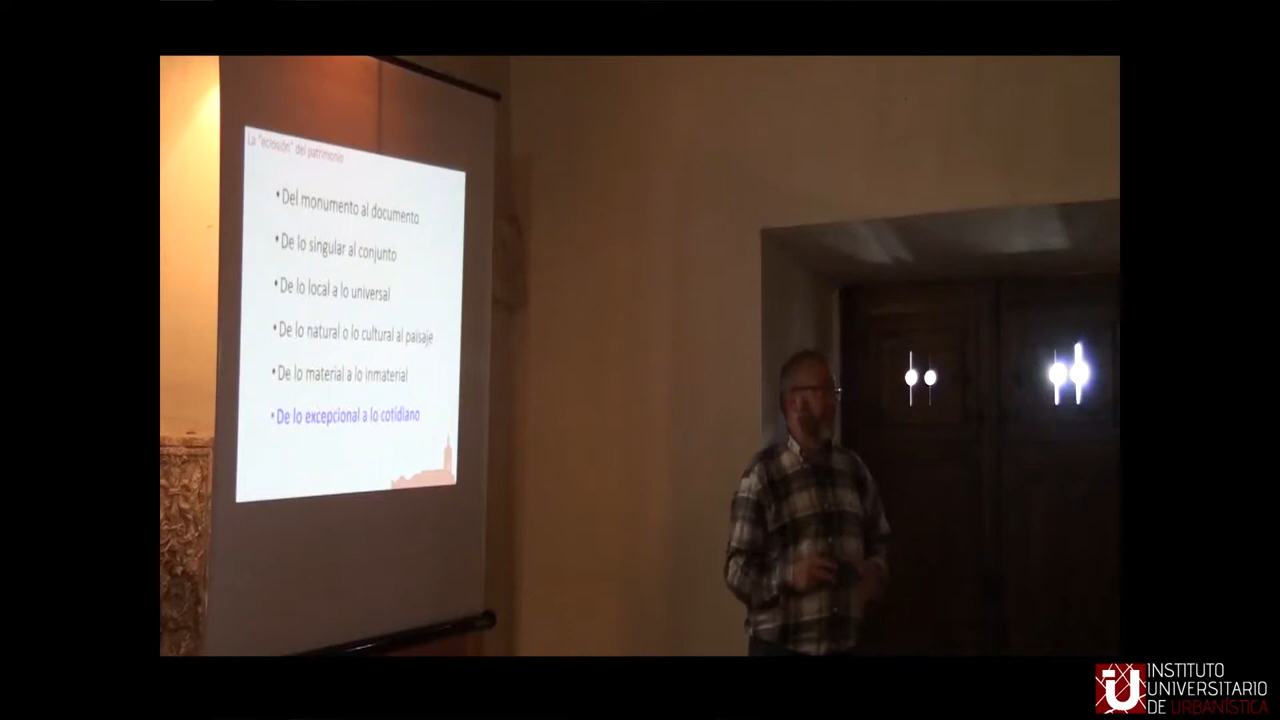 La "eclosión" del patrimonio
• Del monumento al documento
• De lo singular al conjunto
• De lo local a lo universal
• De lo natural o lo cultural al paisaje
• De lo material a lo inmaterial
• De lo excepcional a lo cotidiano
iU INSTITUTO
UNIVERSITARIO
DE URBANÍSTICA